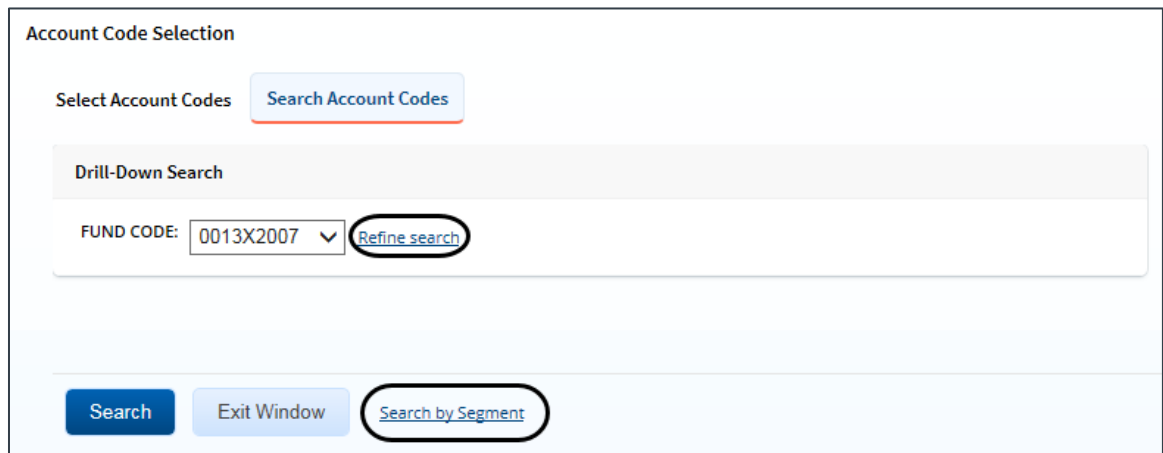 Account Code Selection
Select Account Codes Search Account Codes
Drill-Down Search
FUND CODE: 0013X2007 Refine search
Search Exit Window Search by Segment